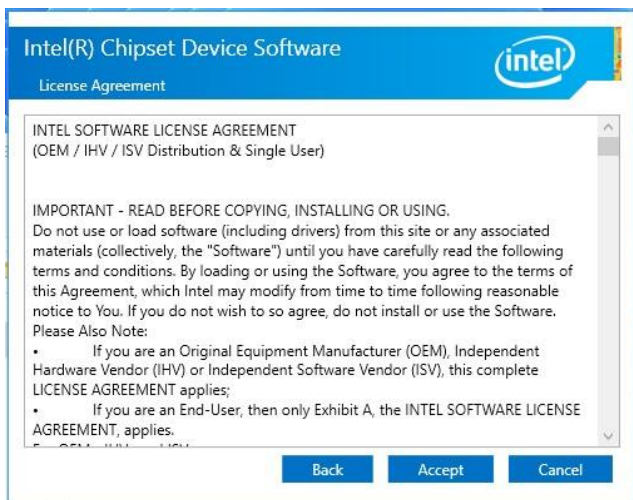 Intel(R) Chipset Device Software
intel
License Agreement
INTEL SOFTWARE LICENSE AGREEMENT
(OEM / IHV / ISV Distribution & Single User)
IMPORTANT - READ BEFORE COPYING, INSTALLING OR USING.
Do not use or load software (including drivers) from this site or any associated
materials (collectively, the "Software") until you have carefully read the following
terms and conditions. By loading or using the Software, you agree to the terms of
this Agreement, which Intel may modify from time to time following reasonable
notice to You. If you do not wish to so agree, do not install or use the Software.
Please Also Note:
• If you are an Original Equipment Manufacturer (OEM), Independent
Hardware Vendor (IHV) or Independent Software Vendor (ISV), this complete
LICENSE AGREEMENT applies;
• If you are an End-User, then only Exhibit A, the INTEL SOFTWARE LICENSE
AGREEMENT, applies.
Back Accept Cancel